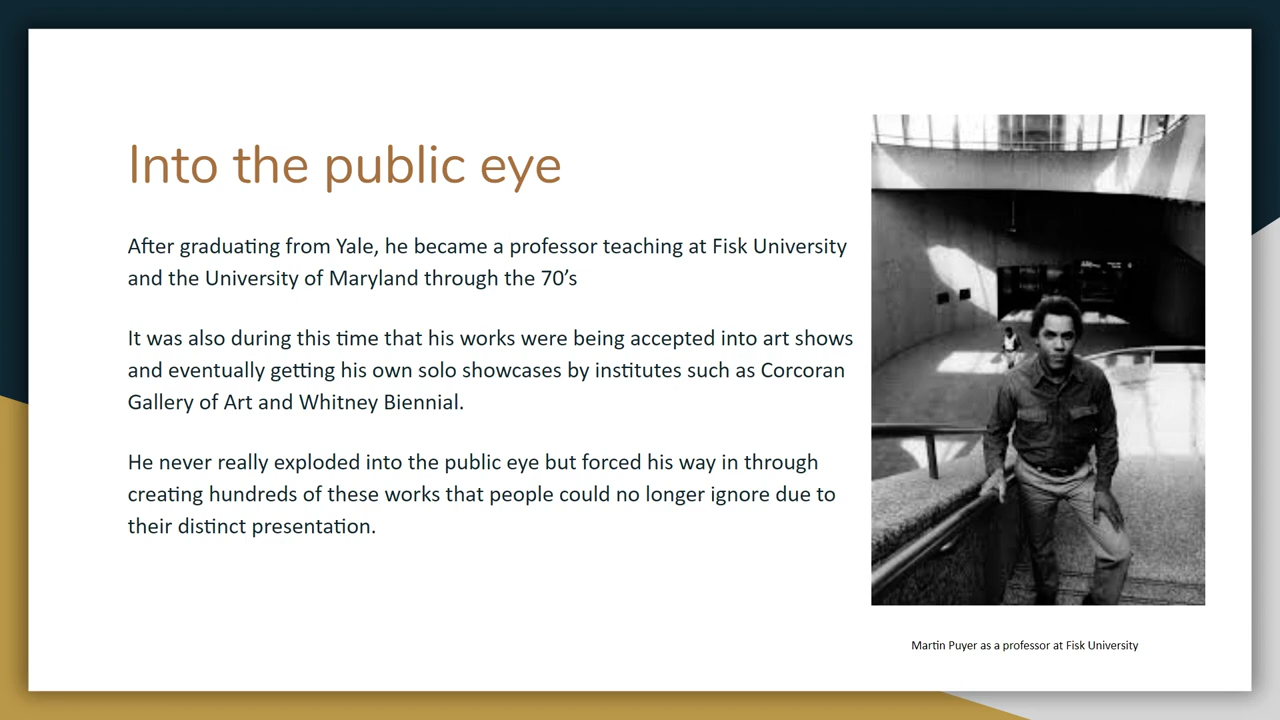 Into the public eye
After graduating from Yale, he became a professor teaching at Fisk University
and the University of Maryland through the 70’s
It was also during this time that his works were being accepted into art shows
and eventually getting his own solo showcases by institutes such as Corcoran
Gallery of Art and Whitney Biennial.
He never really exploded into the public eye but forced his way in through
creating hundreds of these works that people could no longer ignore due to
their distinct presentation.
Martin Puyer as a professor at Fisk University